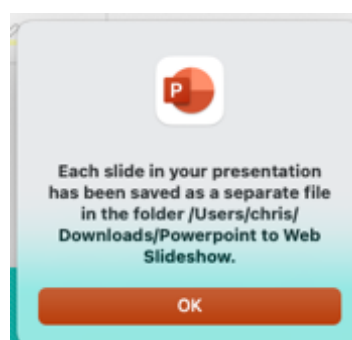 P
Each slide in your presentation
has been saved as a separate file
in the folder /Users/chris/
Downloads/Powerpoint to Web
Slideshow.
OK